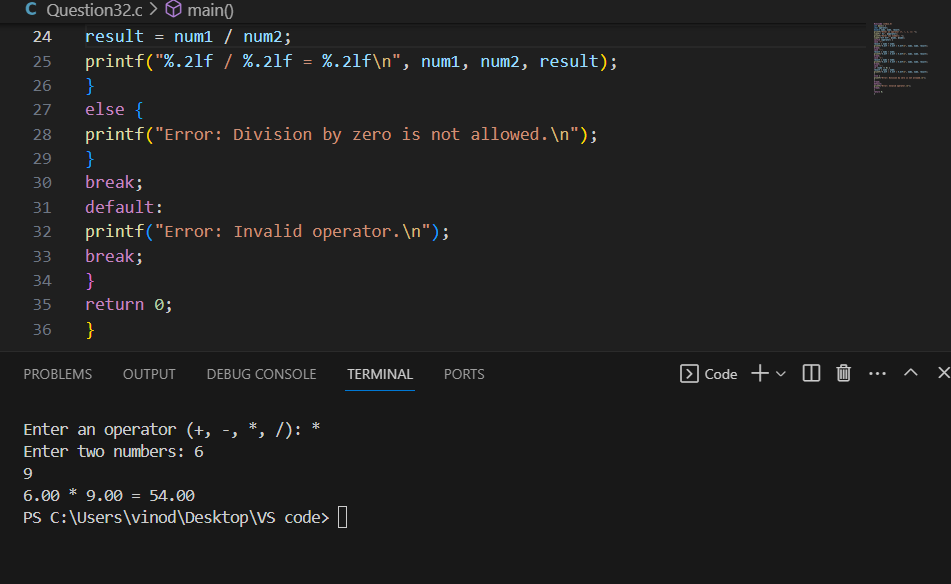 C Question32.c > main()
24 result = num1 / num2;
25 printf("%.2lf / %.2lf = %.2lf\n", num1, num2, result);
26 }
27 else {
28 printf("Error: Division by zero is not allowed.\n");
29 }
30 break;
31 default:
32 printf("Error: Invalid operator.\n");
33 break;
34 }
35 return 0;
36 }
PROBLEMS OUTPUT DEBUG CONSOLE TERMINAL PORTS Code
Enter an operator (+, -, *, /): *
Enter two numbers: 6
9
6.00 * 9.00 = 54.00
PS C:\Users\vinod\Desktop\VS code>